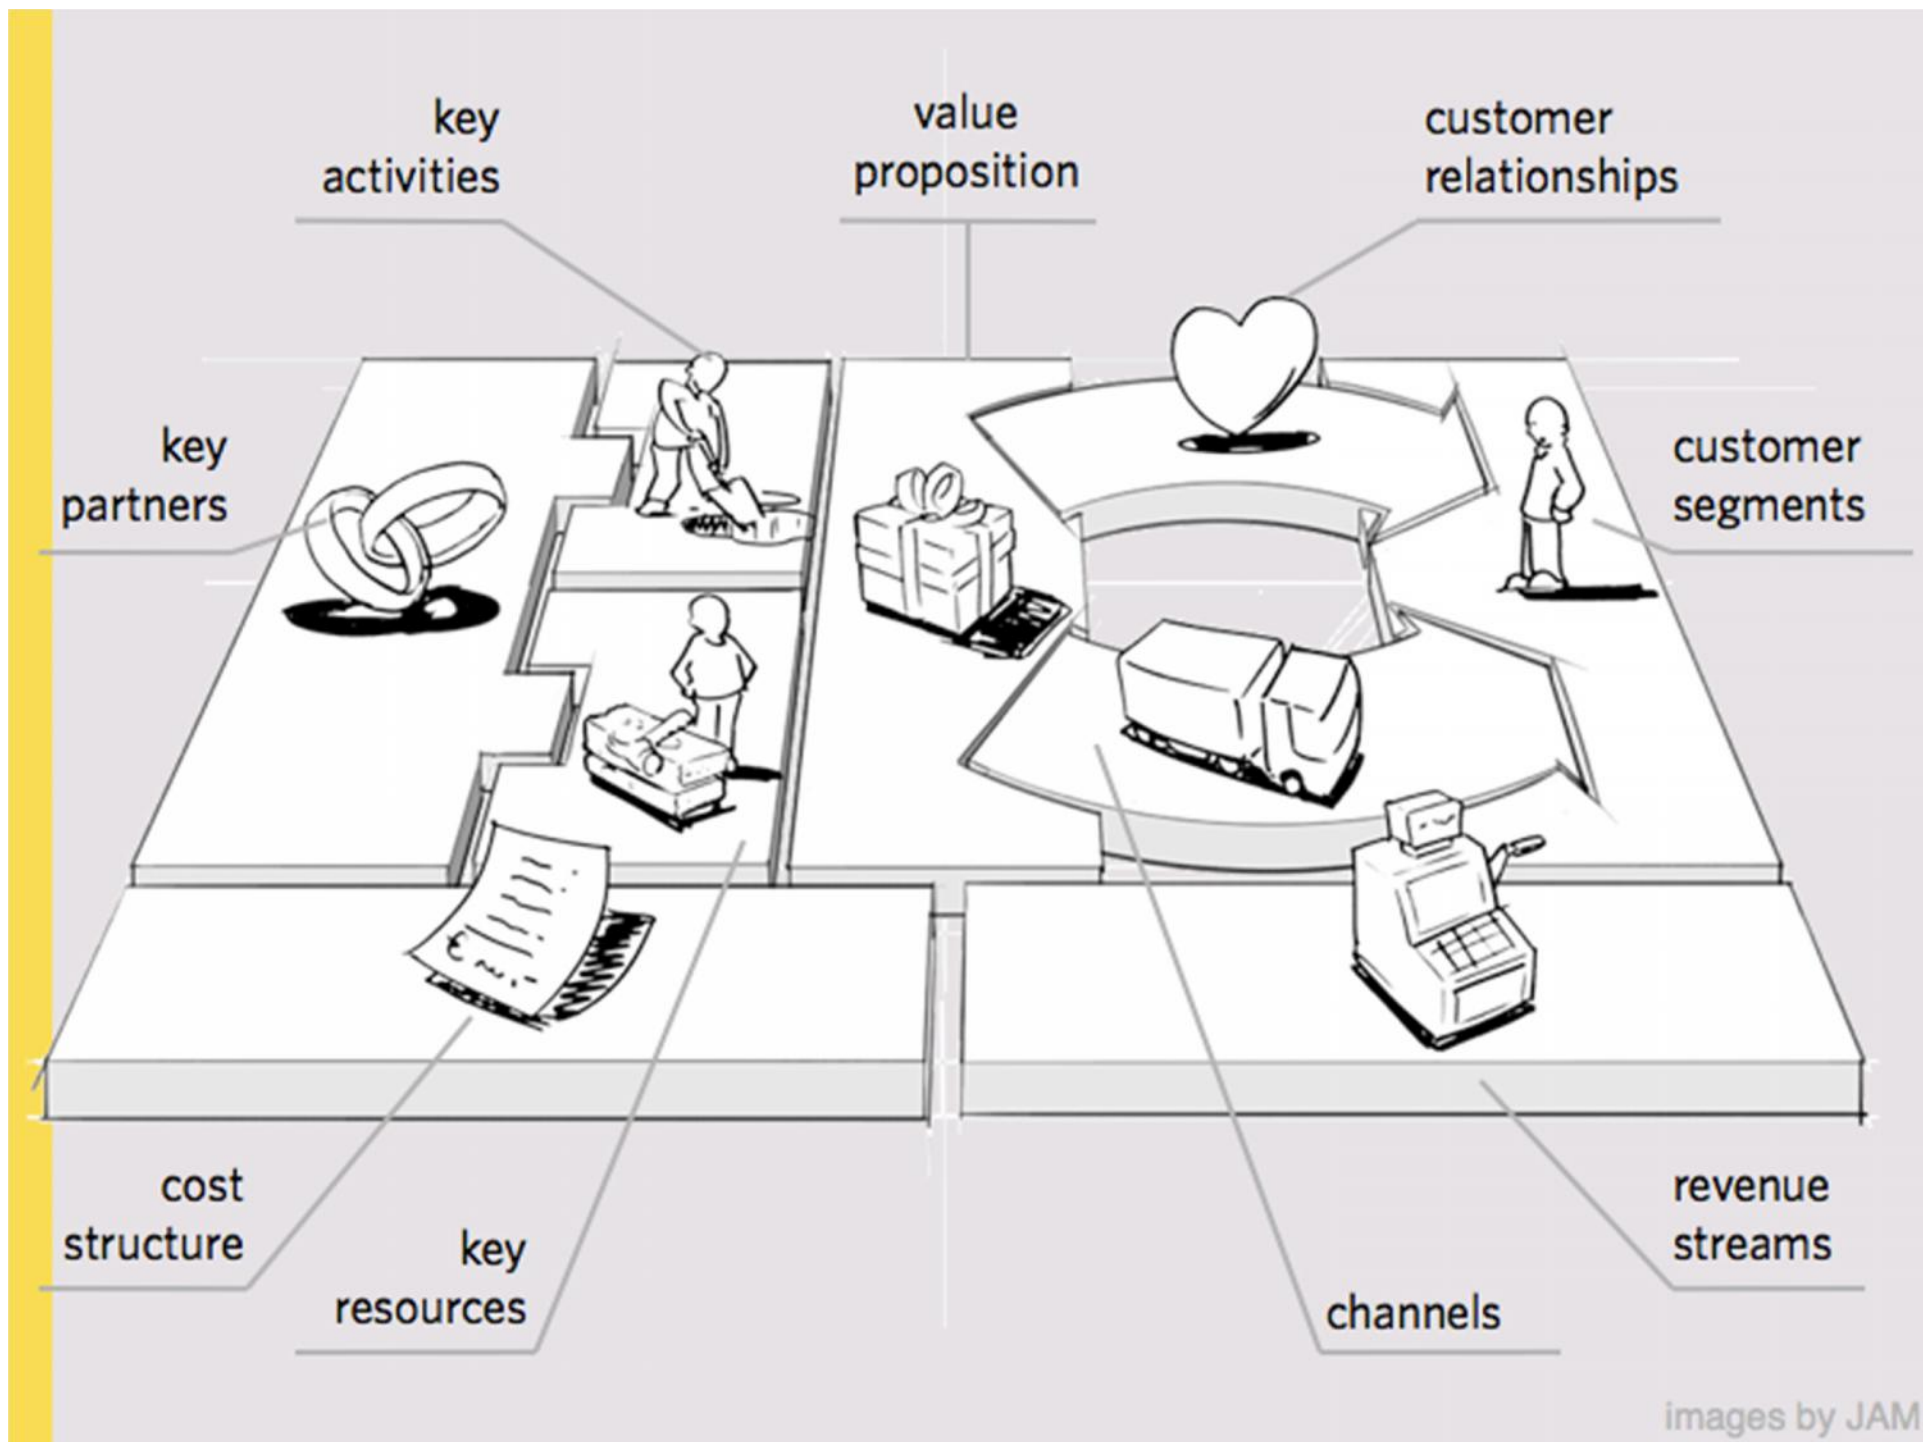 key
activities
value
proposition
customer
relationships
key
partners
customer
segments
cost
structure
key
resources
channels
revenue
streams
images by JAM